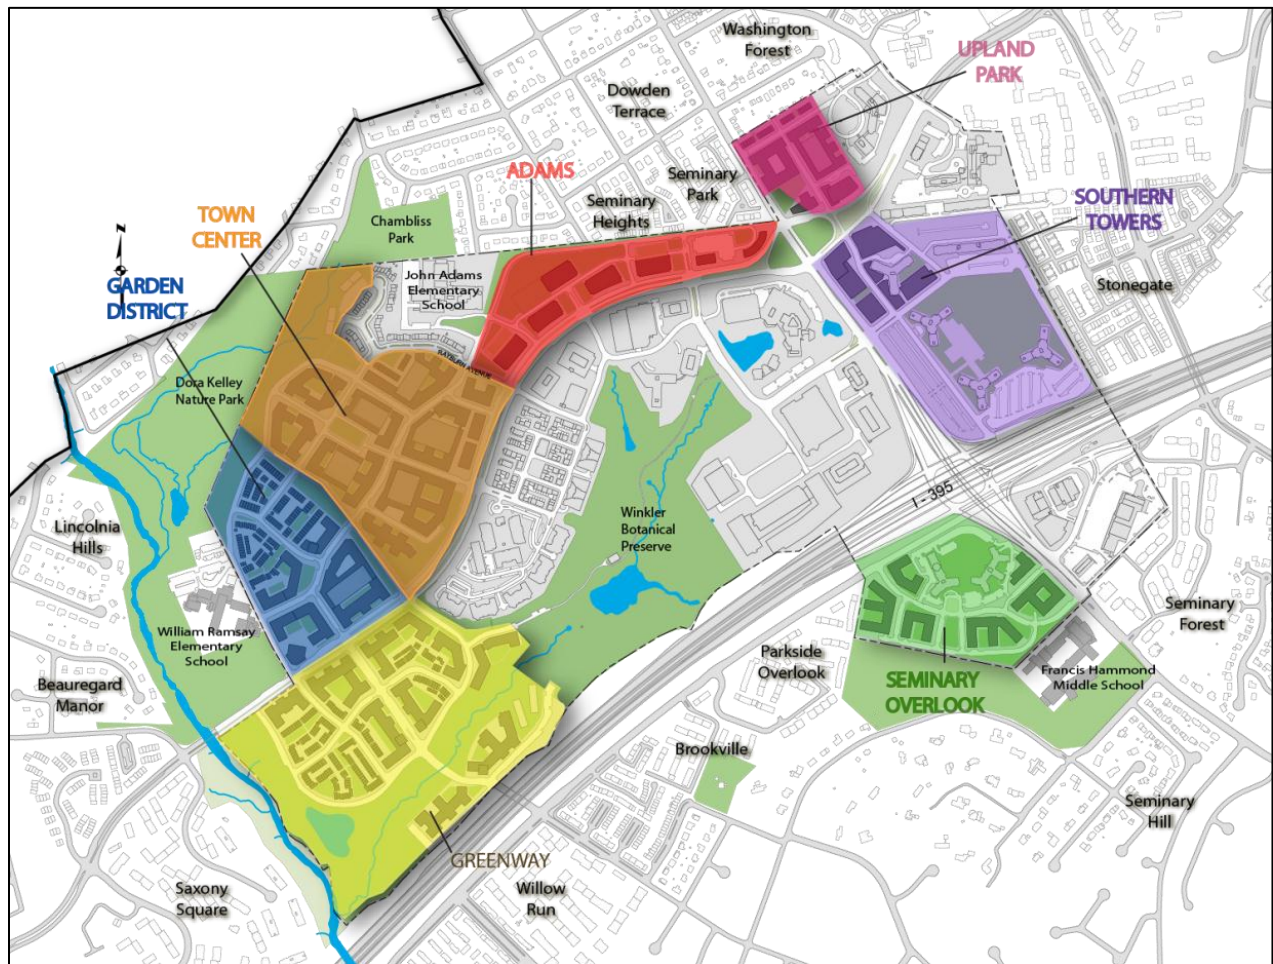 Washington
Forest
UPLAND
PARK
Dowden
Terrace
ADAMS
Seminary
Park
SOUTHERN
TOWERS
Seminary
Heights
TOWN
CENTER
Chambliss
Park
N
John Adams
Elementary
School
GARDEN
DISTRICT
Stonegate
RAYBURN AVENUE
Dora Kelley
Nature Park
I - 395
Winkler
Botanical
Preserve
Lincolnia
Hills
Seminary
Forest
William Ramsay
Elementary
School
Parkside
Overlook
Francis Hammond
Middle School
SEMINARY
OVERLOOK
Beauregard
Manor
Brookville
Seminary
Hill
GREENWAY
Saxony
Square
Willow
Run